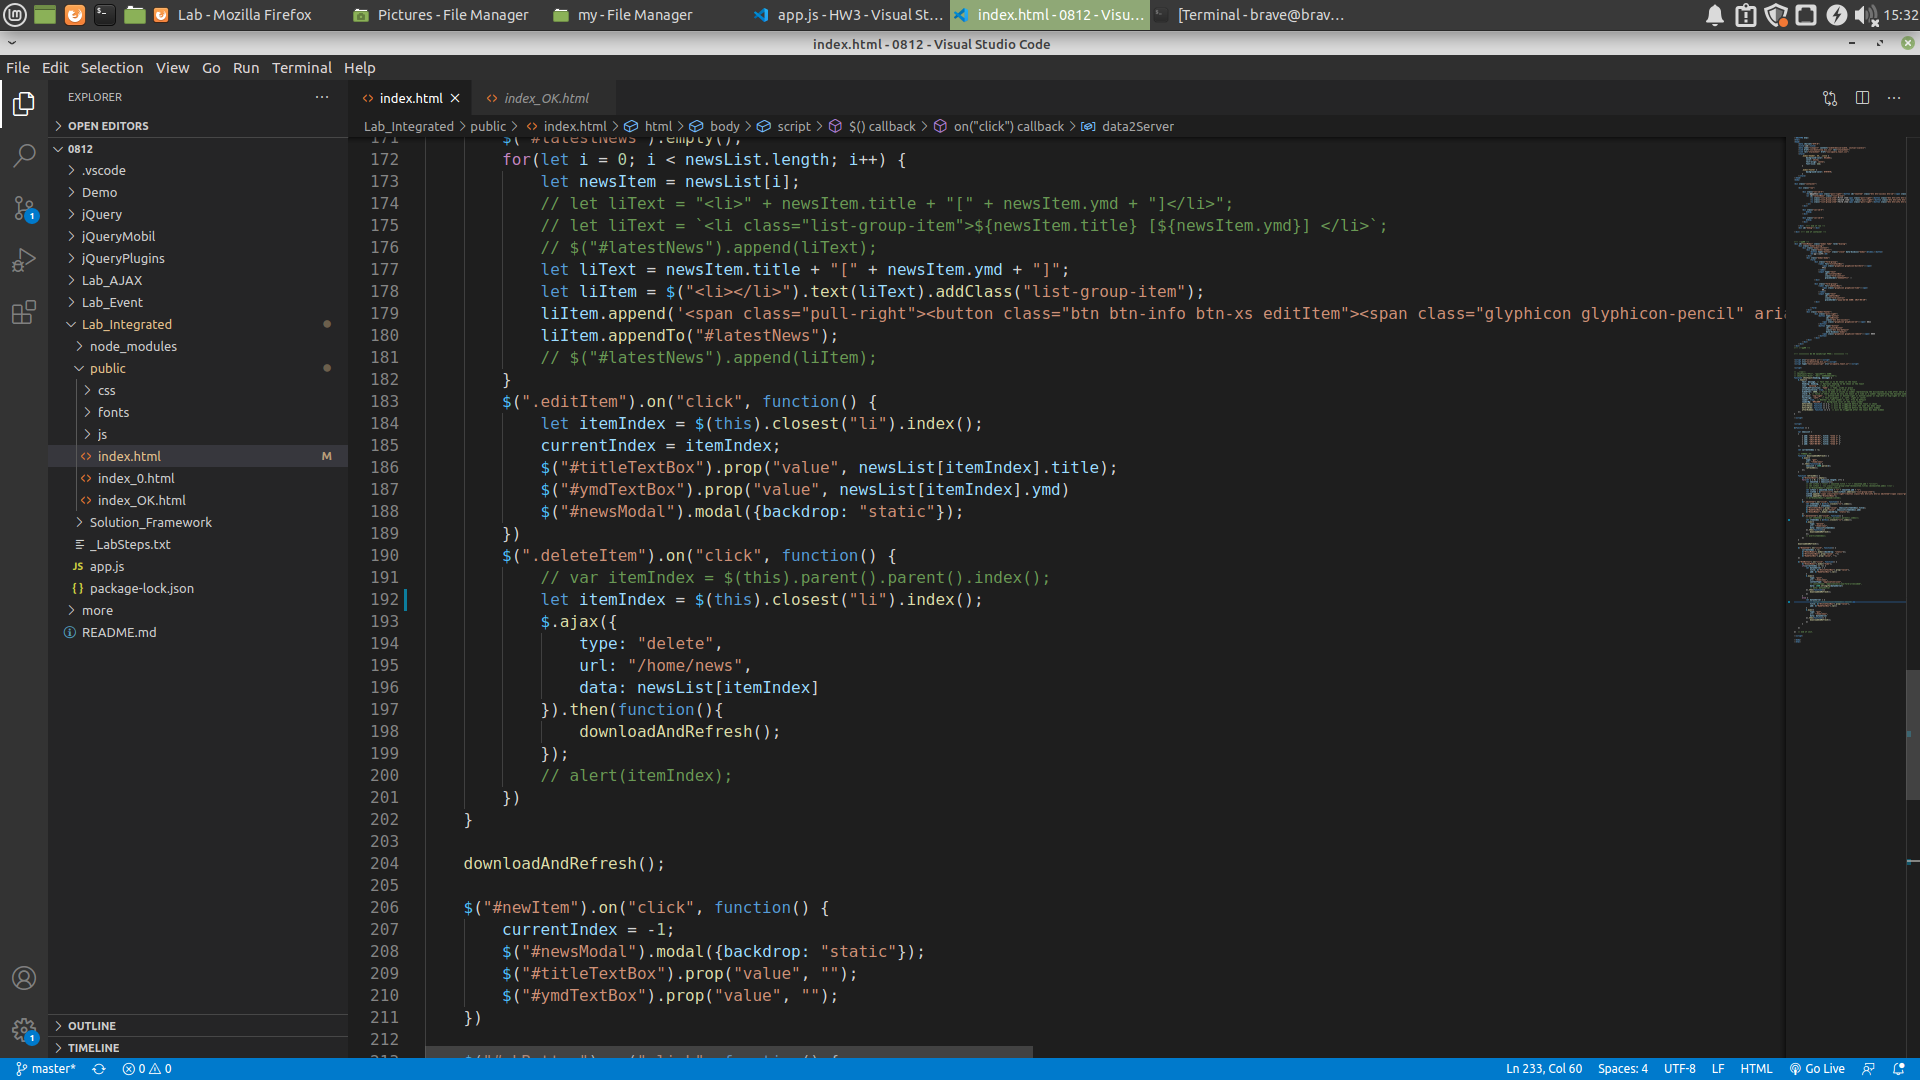 Lab - Mozilla Firefox
Pictures - File Manager
my - File Manager
app.js - HW3 - Visual St...
index.html - 0812 - Visu...
[Terminal - brave@brav...
15:32
index.html - 0812 - Visual Studio Code
File Edit Selection View Go Run Terminal Help
EXPLORER
index.html
index_OK.html
OPEN EDITORS
Lab_Integrated > public > index.html > html > body > script > $() callback > on("click") callback > data2Server
0812
.vscode
Demo
jQuery
jQueryMobil
jQueryPlugins
Lab_AJAX
Lab_Event
Lab_Integrated
node_modules
public
css
fonts
js
index.html M
index_0.html
index_OK.html
Solution_Framework
_LabSteps.txt
JS app.js
{} package-lock.json
more
README.md
OUTLINE
TIMELINE
1
1
171 $("#latestNews").empty();
172 for(let i = 0; i < newsList.length; i++) {
173 let newsItem = newsList[i];
174 // let liText = "<li>" + newsItem.title + "[" + newsItem.ymd + "]</li>";
175 // let liText = `<li class="list-group-item">${newsItem.title} [${newsItem.ymd}] </li>`;
176 // $("#latestNews").append(liText);
177 let liText = newsItem.title + "[" + newsItem.ymd + "]";
178 let liItem = $("<li></li>").text(liText).addClass("list-group-item");
179 liItem.append('<span class="pull-right"><button class="btn btn-info btn-xs editItem"><span class="glyphicon glyphicon-pencil" aria
180 liItem.appendTo("#latestNews");
181 // $("#latestNews").append(liItem);
182 }
183 $(".editItem").on("click", function() {
184 let itemIndex = $(this).closest("li").index();
185 currentIndex = itemIndex;
186 $("#titleTextBox").prop("value", newsList[itemIndex].title);
187 $("#ymdTextBox").prop("value", newsList[itemIndex].ymd)
188 $("#newsModal").modal({backdrop: "static"});
189 })
190 $(".deleteItem").on("click", function() {
191 // var itemIndex = $(this).parent().parent().index();
192 let itemIndex = $(this).closest("li").index();
193 $.ajax({
194 type: "delete",
195 url: "/home/news",
196 data: newsList[itemIndex]
197 }).then(function(){
198 downloadAndRefresh();
199 });
200 // alert(itemIndex);
201 })
202 }
203
204 downloadAndRefresh();
205
206 $("#newItem").on("click", function() {
207 currentIndex = -1;
208 $("#newsModal").modal({backdrop: "static"});
209 $("#titleTextBox").prop("value", "");
210 $("#ymdTextBox").prop("value", "");
211 })
212
master* 0 0 Ln 233, Col 60 Spaces: 4 UTF-8 LF HTML Go Live